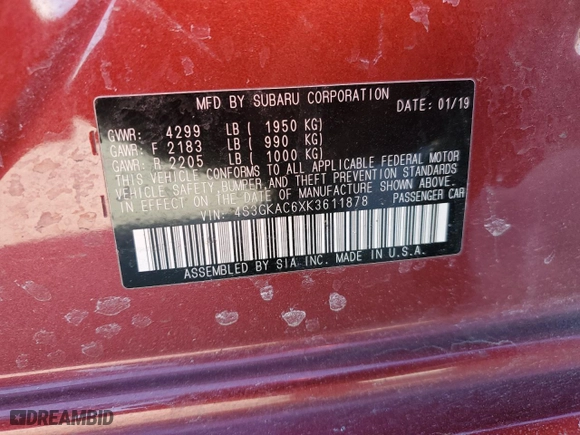 MFD BY SUBARU CORPORATION
DATE: 01/19
GVWR: 4299 LB ( 1950 KG)
GAWR: F 2183 LB ( 990 KG)
GAWR: R 2205 LB ( 1000 KG)
THIS VEHICLE CONFORMS TO ALL APPLICABLE FEDERAL MOTOR
VEHICLE SAFETY,BUMPER,AND THEFT PREVENTION STANDARDS
IN EFFECT ON THE DATE OF MANUFACTURE SHOWN ABOVE.
VIN: 4S3GKAC6XK3611878 PASSENGER CAR
ASSEMBLED BY SIA INC. MADE IN U.S.A.
DREAMBID